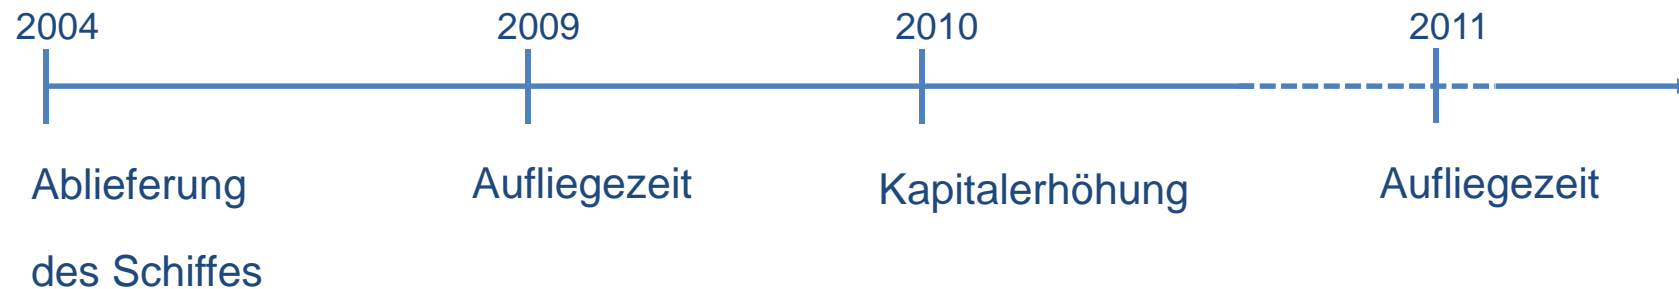 2004
2009
2010
2011
Ablieferung
des Schiffes
Aufliegezeit
Kapitalerhöhung
Aufliegezeit